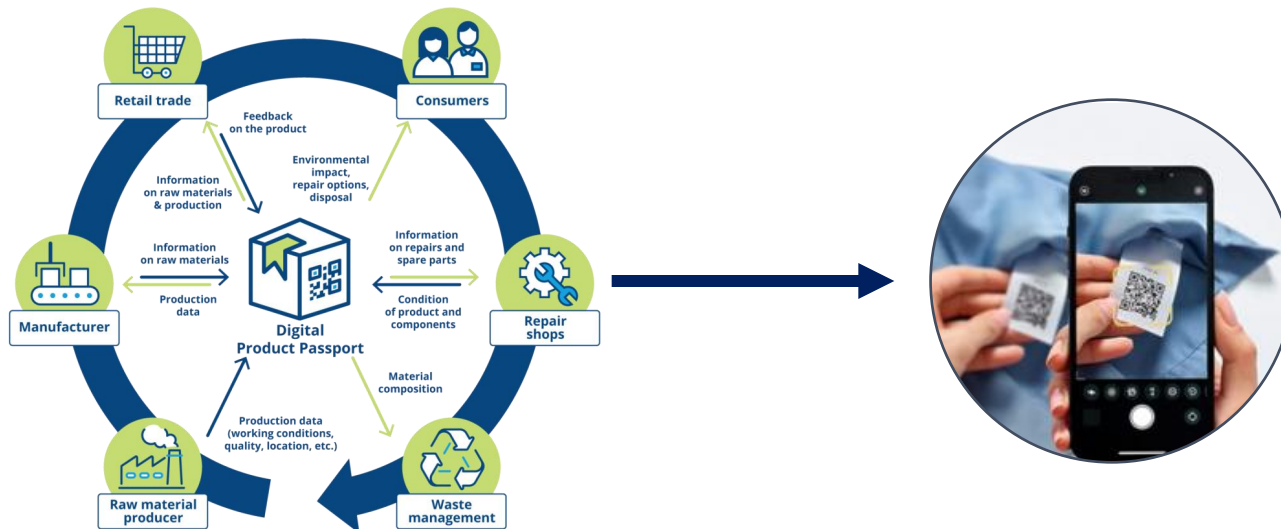 Retail trade
Consumers
Feedback
on the product
Environmental
impact,
repair options,
disposal
Information
on raw materials
& production
Information
on raw materials
Production
data
Information
on repairs and
spare parts
Condition
of product and
components
Digital
Product Passport
Manufacturer
Repair
shops
Material
composition
Production data
(working conditions,
quality, location, etc.)
Raw material
producer
Waste
management